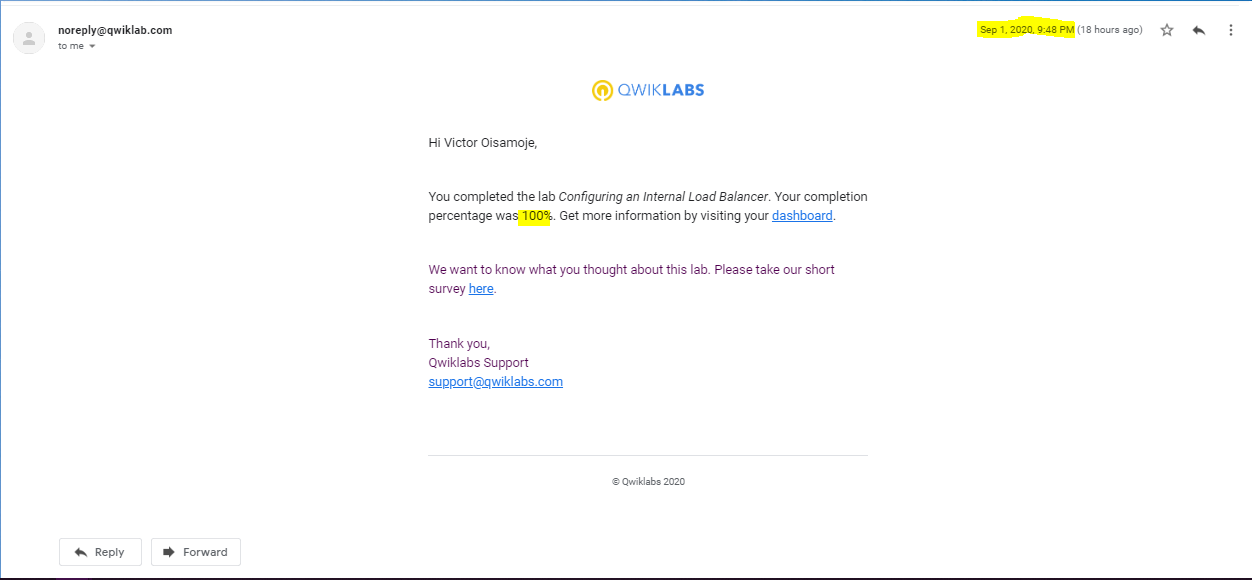 noreply@qwiklab.com
Sep 1, 2020, 9:48 PM (18 hours ago)
to me
QWIKLABS
Hi Victor Oisamoje,
You completed the lab Configuring an Internal Load Balancer. Your completion
percentage was 100%. Get more information by visiting your dashboard.
We want to know what you thought about this lab. Please take our short
survey here.
Thank you,
Qwiklabs Support
support@qwiklabs.com
© Qwiklabs 2020
Reply
Forward